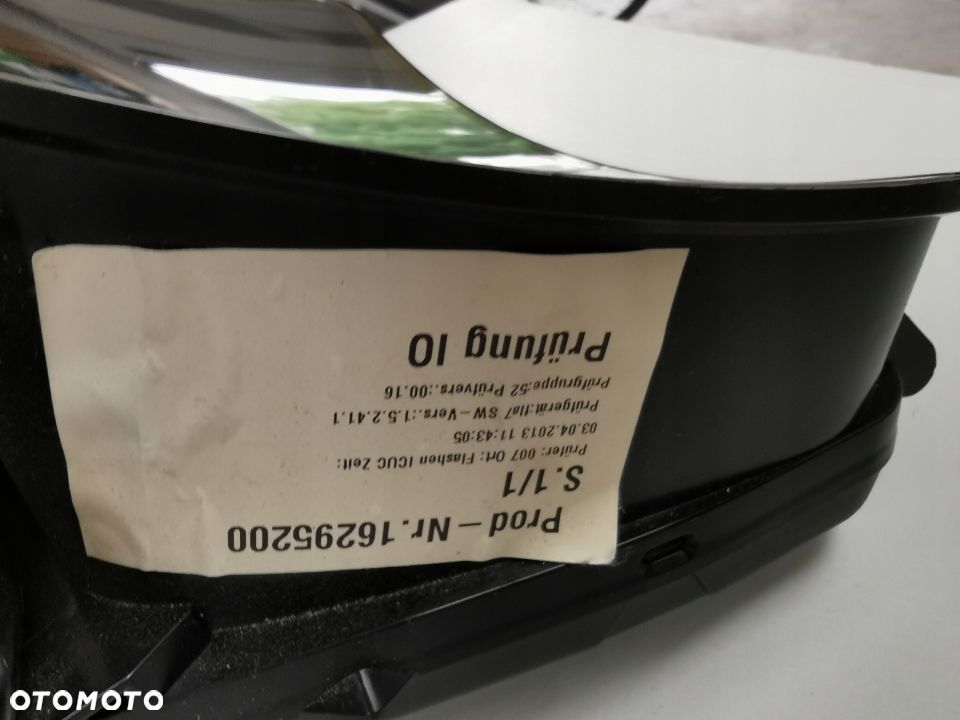 Prod-Nr.16295200
S.1/1
Prüfer: 007 Ort: Flashen ICUC Zeit:
03.04.2013 11:43:05
Prüfgerät:fla7 SW-Vers.:1.5.2.41.1
Prüfgruppe:52 Prüfvers.:00.16
Prüfung IO
OTOMOTO